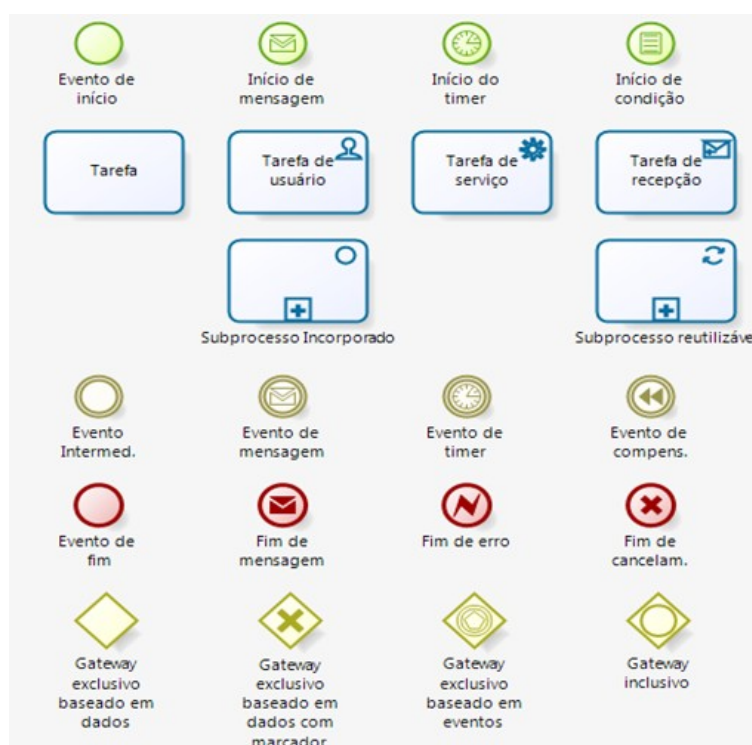 Evento de
início
Início de
mensagem
Início do
timer
Início de
condição
Tarefa
Tarefa de
usuário
Tarefa de
serviço
Tarefa de
recepção
Subprocesso Incorporado
Subprocesso reutilizáve
Evento
Intermed.
Evento de
mensagem
Evento de
timer
Evento de
compens.
Evento de
fim
Fim de
mensagem
Fim de erro
Fim de
cancelam.
Gateway
exclusivo
baseado em
dados
Gateway
exclusivo
baseado em
dados com
marcador
Gateway
exclusivo
baseado em
eventos
Gateway
inclusivo